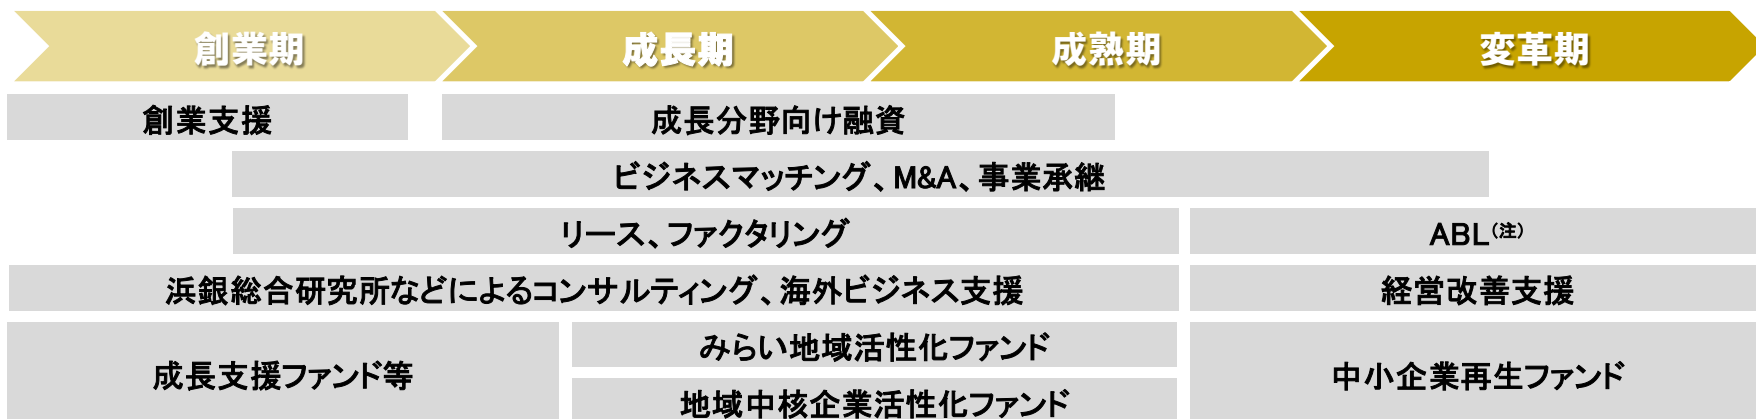 創業期
成長期
成熟期
変革期
創業支援
成長分野向け融資
ビジネスマッチング、M&A、事業承継
リース、ファクタリング
ABL(注)
浜銀総合研究所などによるコンサルティング、海外ビジネス支援
経営改善支援
成長支援ファンド等
みらい地域活性化ファンド
地域中核企業活性化ファンド
中小企業再生ファンド